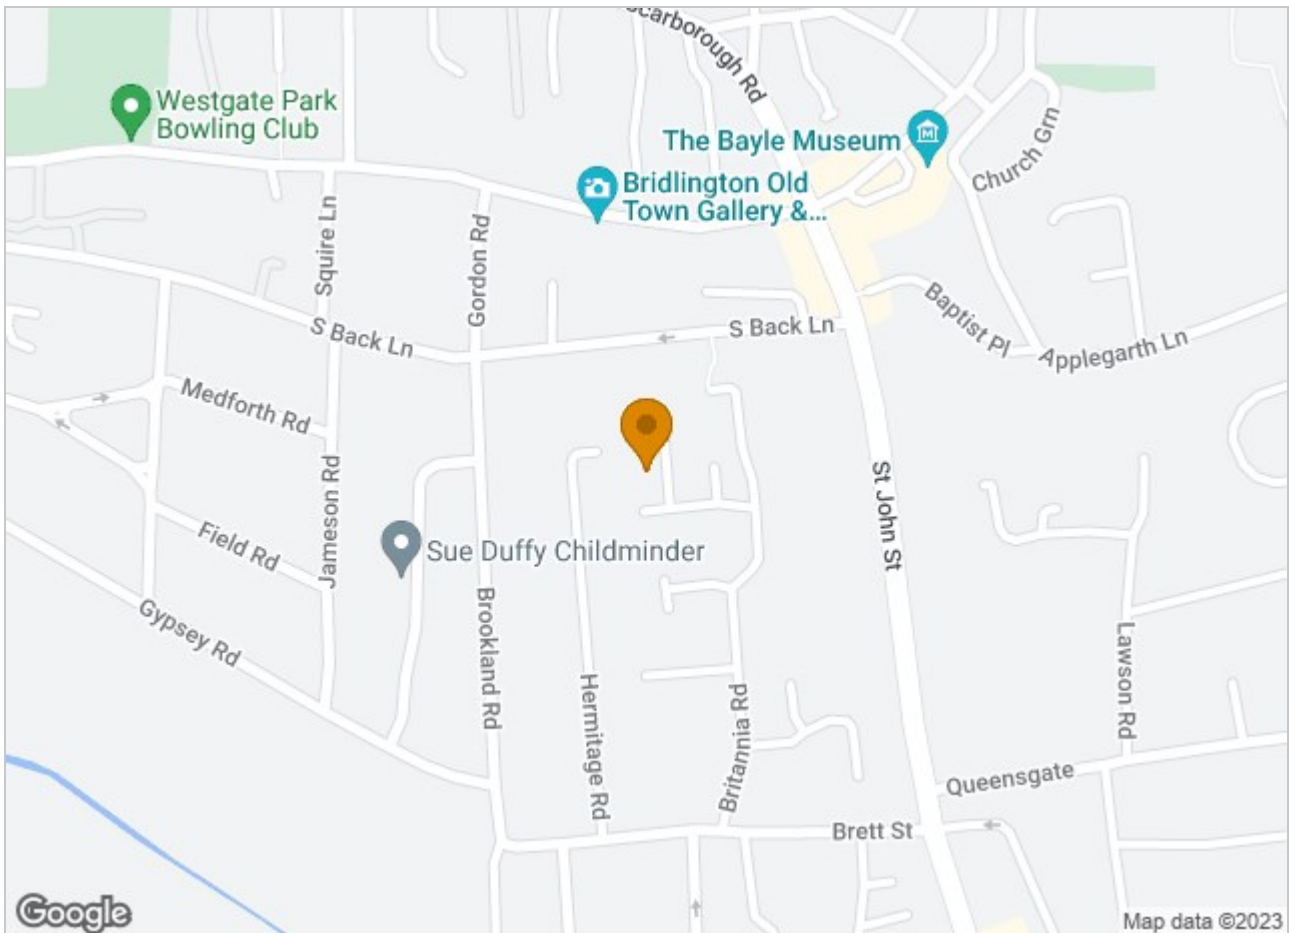 Scarborough Rd
Westgate Park
Bowling Club
The Bayle Museum
M
Church Grn
Bridlington Old
Town Gallery &...
Squire Ln
Gordon Rd
S Back Ln
S Back Ln
Baptist Pl
Applegarth Ln
Medforth Rd
Jameson Rd
St John St
Field Rd
Sue Duffy Childminder
Gypsey Rd
Brookland Rd
Hermitage Rd
Britannia Rd
Lawson Rd
Queensgate
Brett St
Google
Map data ©2023